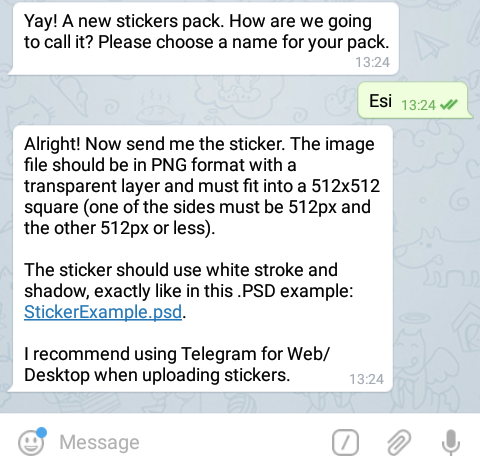 Yay! A new stickers pack. How are we going
to call it? Please choose a name for your pack.
13:24
Esi 13:24
Alright! Now send me the sticker. The image
file should be in PNG format with a
transparent layer and must fit into a 512x512
square (one of the sides must be 512px and
the other 512px or less).
The sticker should use white stroke and
shadow, exactly like in this .PSD example:
StickerExample.psd.
I recommend using Telegram for Web/
Desktop when uploading stickers. 13:24
Message